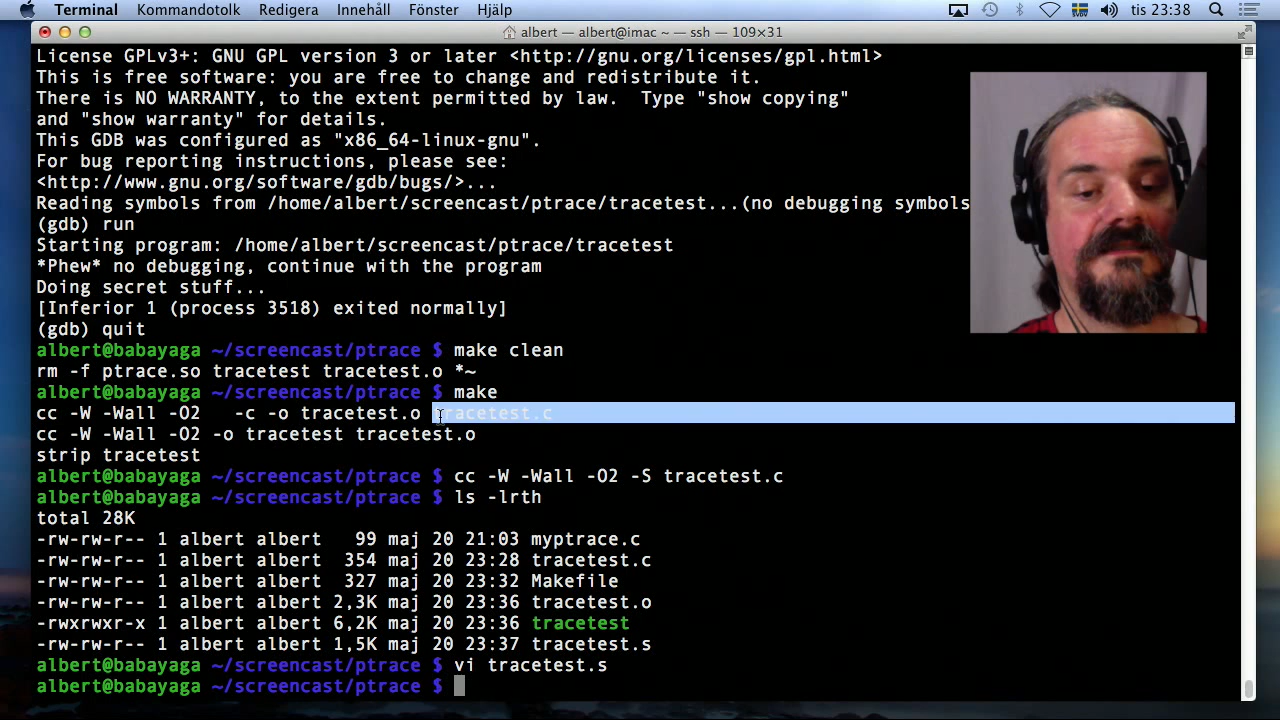 Terminal Kommandotolk Redigera Innehåll Fönster Hjälp tis 23:38
albert — albert@imac ~ — ssh — 109×31
License GPLv3+: GNU GPL version 3 or later <http://gnu.org/licenses/gpl.html>
This is free software: you are free to change and redistribute it.
There is NO WARRANTY, to the extent permitted by law.  Type "show copying"
and "show warranty" for details.
This GDB was configured as "x86_64-linux-gnu".
For bug reporting instructions, please see:
<http://www.gnu.org/software/gdb/bugs/>...
Reading symbols from /home/albert/screencast/ptrace/tracetest...(no debugging symbols
(gdb) run
Starting program: /home/albert/screencast/ptrace/tracetest
*Phew* no debugging, continue with the program
Doing secret stuff...
[Inferior 1 (process 3518) exited normally]
(gdb) quit
albert@babayaga ~/screencast/ptrace $ make clean
rm -f ptrace.so tracetest tracetest.o *~
albert@babayaga ~/screencast/ptrace $ make
cc -W -Wall -O2   -c -o tracetest.o tracetest.c
cc -W -Wall -O2 -o tracetest tracetest.o
strip tracetest
albert@babayaga ~/screencast/ptrace $ cc -W -Wall -O2 -S tracetest.c
albert@babayaga ~/screencast/ptrace $ ls -lrth
total 28K
-rw-rw-r-- 1 albert albert   99 maj 20 21:03 myptrace.c
-rw-rw-r-- 1 albert albert  354 maj 20 23:28 tracetest.c
-rw-rw-r-- 1 albert albert  327 maj 20 23:32 Makefile
-rw-rw-r-- 1 albert albert 2,3K maj 20 23:36 tracetest.o
-rwxrwxr-x 1 albert albert 6,2K maj 20 23:36 tracetest
-rw-rw-r-- 1 albert albert 1,5K maj 20 23:37 tracetest.s
albert@babayaga ~/screencast/ptrace $ vi tracetest.s
albert@babayaga ~/screencast/ptrace $